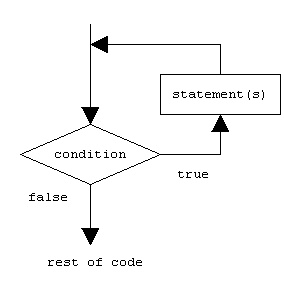 statement(s)
condition
true
false
rest of code